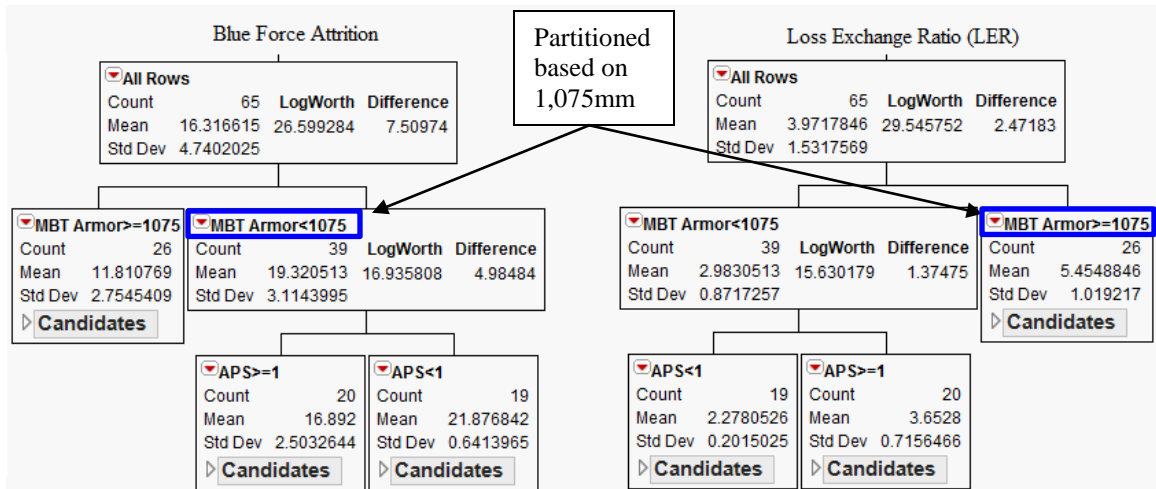 Blue Force Attrition
Partitioned
based on
1,075mm
Loss Exchange Ratio (LER)
All Rows
Count 65 LogWorth Difference
Mean 16.316615 26.599284 7.50974
Std Dev 4.7402025
All Rows
Count 65 LogWorth Difference
Mean 3.9717846 29.545752 2.47183
Std Dev 1.5317569
MBT Armor>=1075
Count 26
Mean 11.810769
Std Dev 2.7545409
Candidates
MBT Armor<1075
Count 39 LogWorth Difference
Mean 19.320513 16.935808 4.98484
Std Dev 3.1143995
MBT Armor<1075
Count 39 LogWorth Difference
Mean 2.9830513 15.630179 1.37475
Std Dev 0.8717257
MBT Armor>=1075
Count 26
Mean 5.4548846
Std Dev 1.019217
Candidates
APS>=1
Count 20
Mean 16.892
Std Dev 2.5032644
Candidates
APS<1
Count 19
Mean 21.876842
Std Dev 0.6413965
Candidates
APS<1
Count 19
Mean 2.2780526
Std Dev 0.2015025
Candidates
APS>=1
Count 20
Mean 3.6528
Std Dev 0.7156466
Candidates